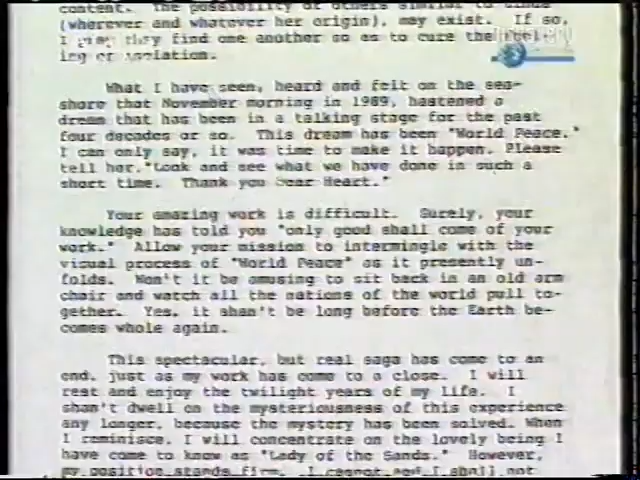 content. The possibility of others similar to
(wherever and whatever her origin), may exist. If so,
I pray they find one another so as to cure the
ing or isolation.
What I have seen, heard and felt on the sea-
shore that November morning in 1989, hastened a
dream that has been in a talking stage for the past
four decades or so. This dream has been "World Peace."
I can only say, it was time to make it happen. Please
tell her, "Look and see what we have done in such a
short time. Thank you Dear Heart."
Your amazing work is difficult. Surely, your
knowledge has told you "only good shall come of your
work." Allow your mission to intermingle with the
visual process of "World Peace" as it presently un-
folds. Won't it be amusing to sit back in an old arm
chair and watch all the nations of the world pull to-
gether. Yes, it shan't be long before the Earth be-
comes whole again.
This spectacular, but real saga has come to an
end, just as my work has come to a close. I will
rest and enjoy the twilight years of my life. I
shan't dwell on the mysteriousness of this experience
any longer, because the mystery has been solved. When
I reminisce, I will concentrate on the lovely being I
have come to know as "Lady of the Sands." However,
my position stands firm. I cannot and I shall not